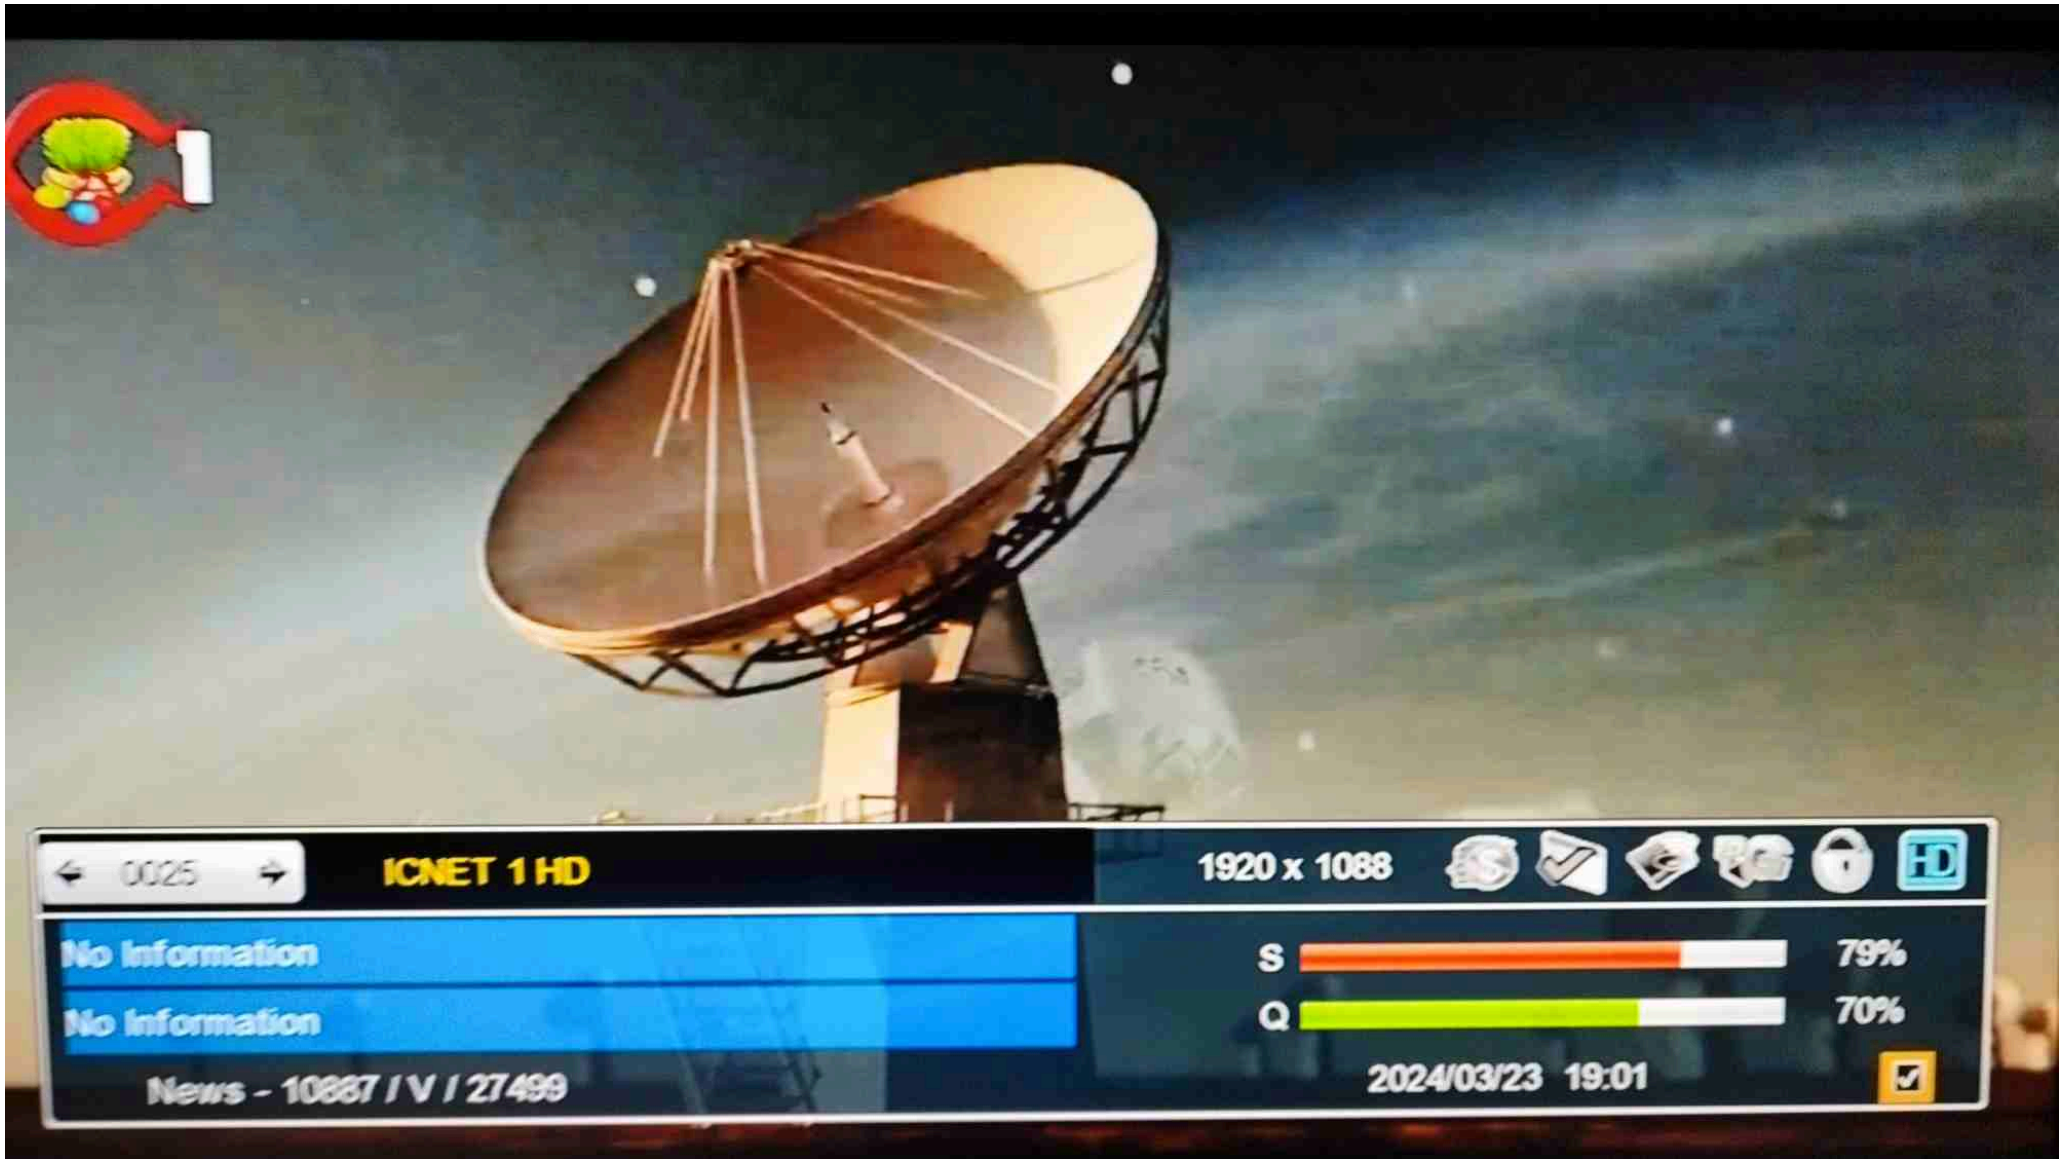 1
0025
ICNET 1 HD
1920 x 1088
HD
No Information
S
79%
No Information
Q
70%
News - 10887 / V / 27499
2024/03/23 19:01